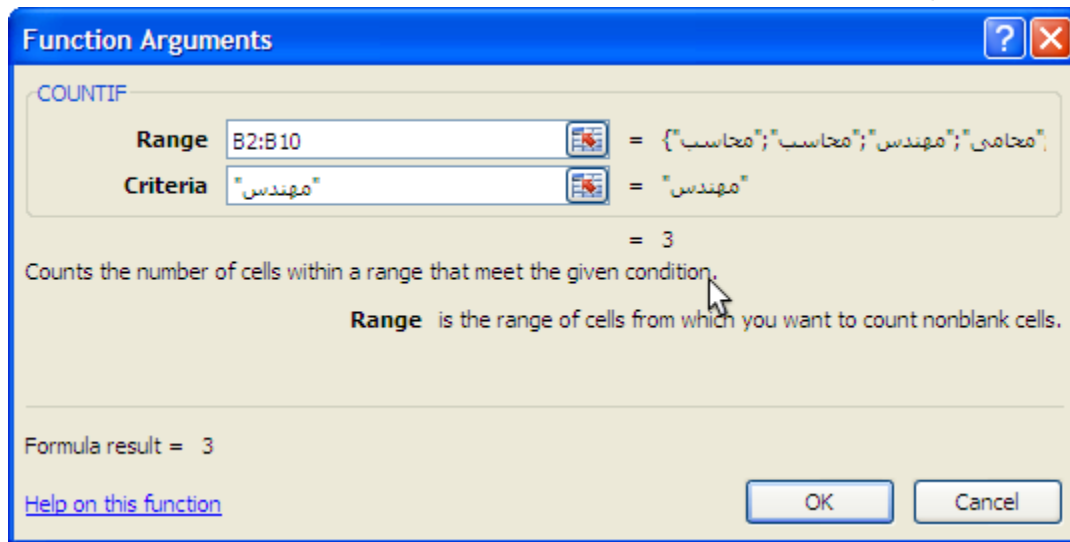 Function Arguments
COUNTIF
Range B2:B10 = {"محاسب";"محاسب";"مهندس";"محامى"
Criteria "مهندس" = "مهندس"
= 3
Counts the number of cells within a range that meet the given condition.
Range is the range of cells from which you want to count nonblank cells.
Formula result = 3
Help on this function
OK Cancel